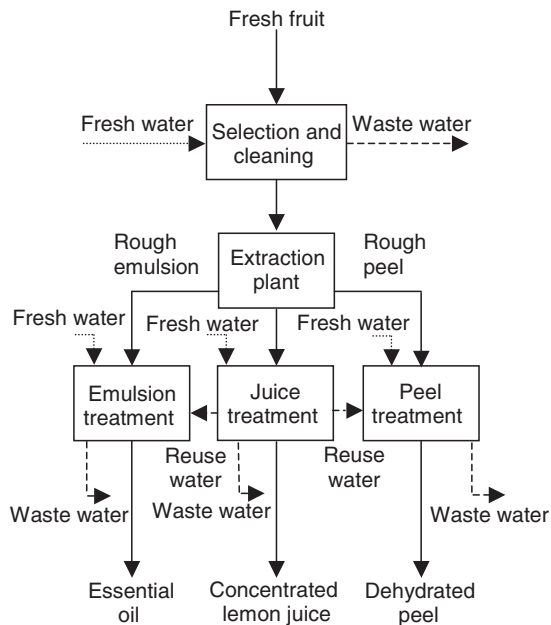 Fresh fruit
Fresh water
Selection and
cleaning
Waste water
Rough
emulsion
Extraction
plant
Rough
peel
Fresh water
Fresh water
Fresh water
Emulsion
treatment
Juice
treatment
Peel
treatment
Reuse
water
Reuse
water
Waste water
Waste water
Waste water
Essential
oil
Concentrated
lemon juice
Dehydrated
peel